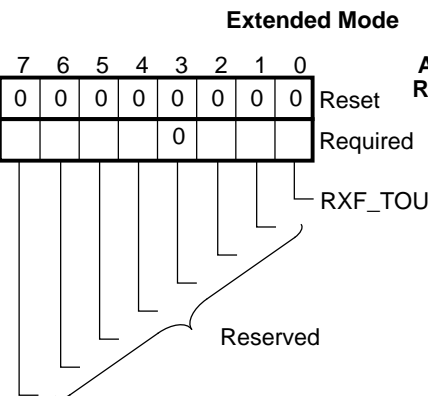 Extended Mode
7 6 5 4 3 2 1 0
0 0 0 0 0 0 0 0 Reset
0 Required
RXF_TOU
Reserved